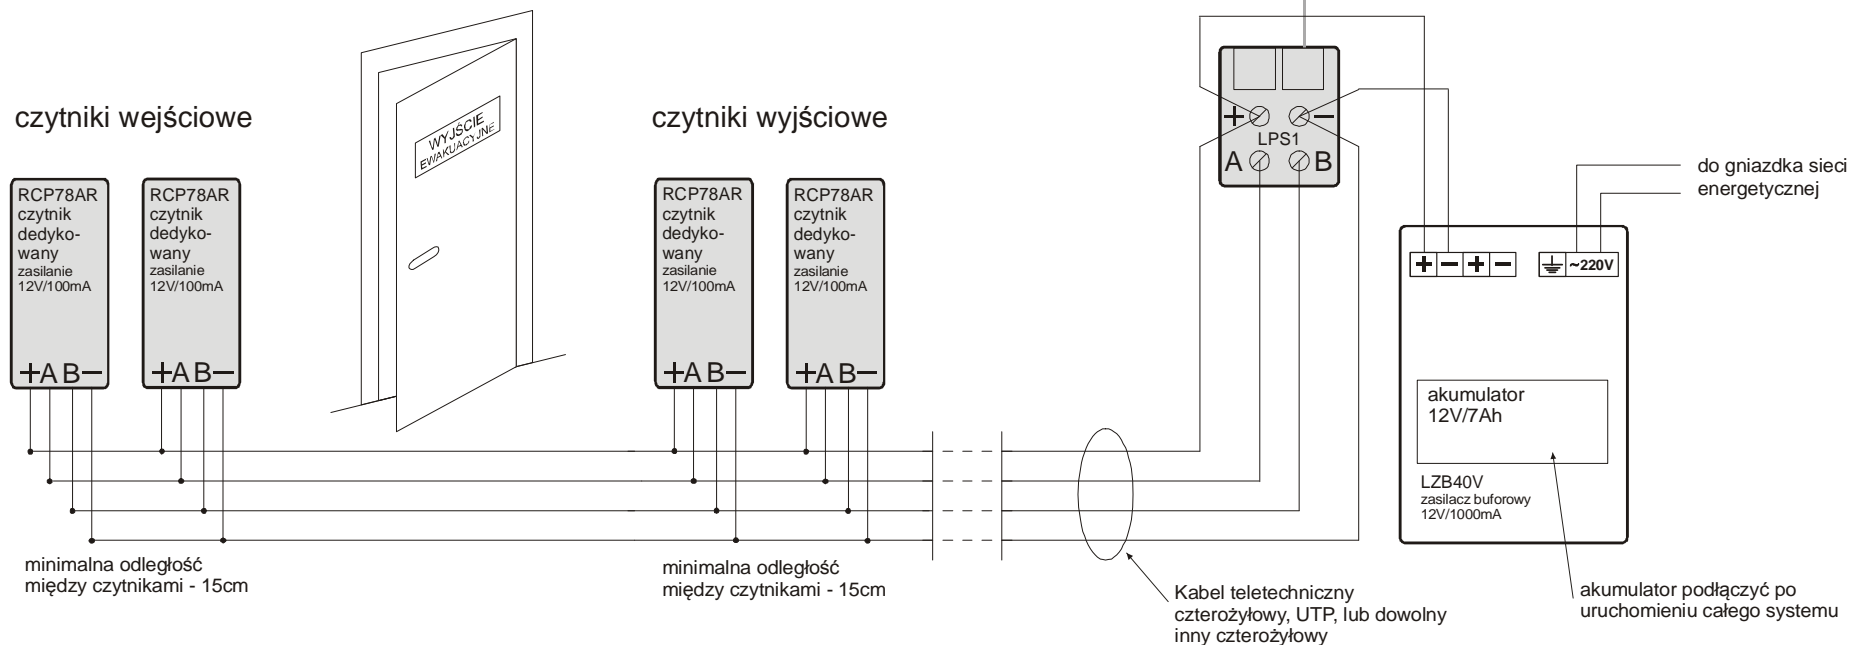 czytniki wejściowe
WYJŚCIE
EWAKUACYJNE
czytniki wyjściowe
RCP78AR
czytnik
dedyko-
wany
zasilanie
12V/100mA
+AB−
RCP78AR
czytnik
dedyko-
wany
zasilanie
12V/100mA
+AB−
RCP78AR
czytnik
dedyko-
wany
zasilanie
12V/100mA
+AB−
RCP78AR
czytnik
dedyko-
wany
zasilanie
12V/100mA
+AB−
+ −
LPS1
A B
do gniazdka sieci
energetycznej
+ − + − ~220V
akumulator
12V/7Ah
LZB40V
zasilacz buforowy
12V/1000mA
minimalna odległość
między czytnikami - 15cm
minimalna odległość
między czytnikami - 15cm
Kabel teletechniczny
czterożyłowy, UTP, lub dowolny
inny czterożyłowy
akumulator podłączyć po
uruchomieniu całego systemu